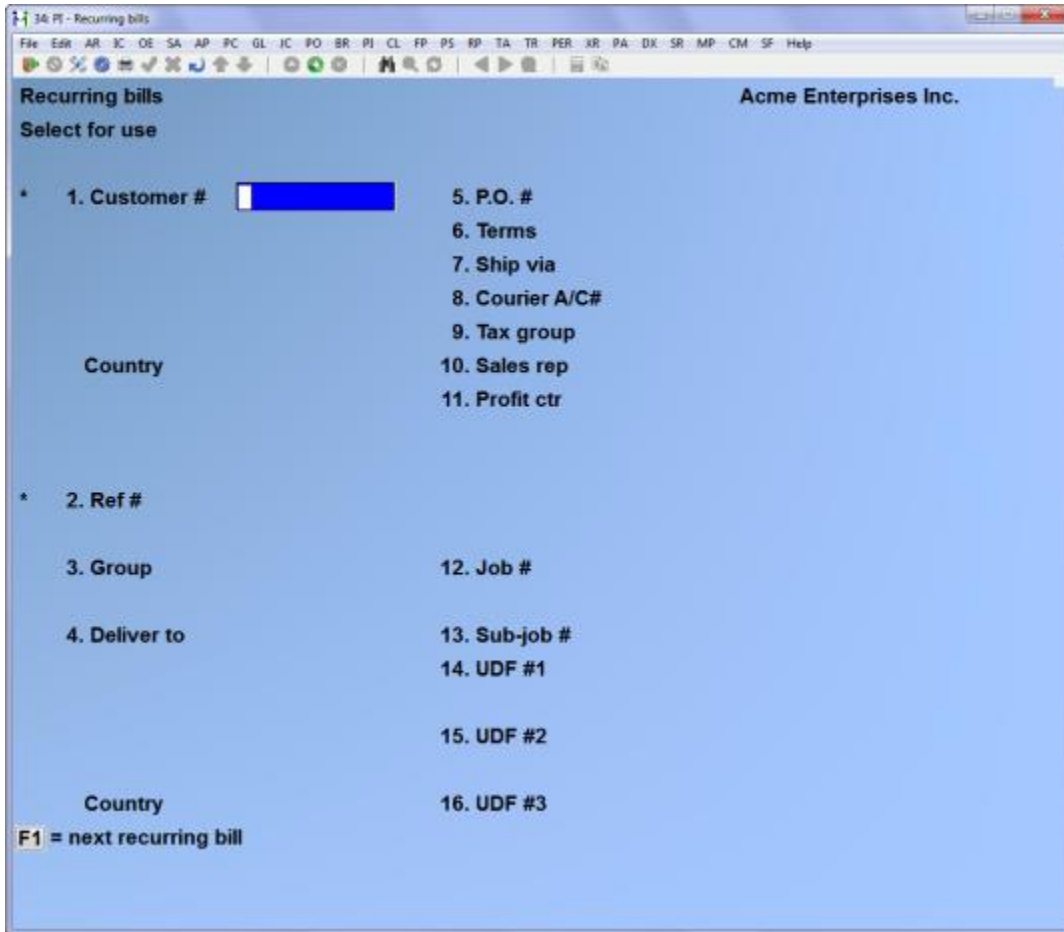 34: PI - Recurring bills
File Edit AR IC OE SA AP PC GL JC PO BR PJ CL FP PS RP TA TR PER XR PA DX SR MP CM SF Help
Recurring bills Acme Enterprises Inc.
Select for use
* 1. Customer # 5. P.O. #
6. Terms
7. Ship via
8. Courier A/C#
9. Tax group
Country 10. Sales rep
11. Profit ctr
* 2. Ref #
3. Group 12. Job #
4. Deliver to 13. Sub-job #
14. UDF #1
15. UDF #2
Country 16. UDF #3
F1 = next recurring bill